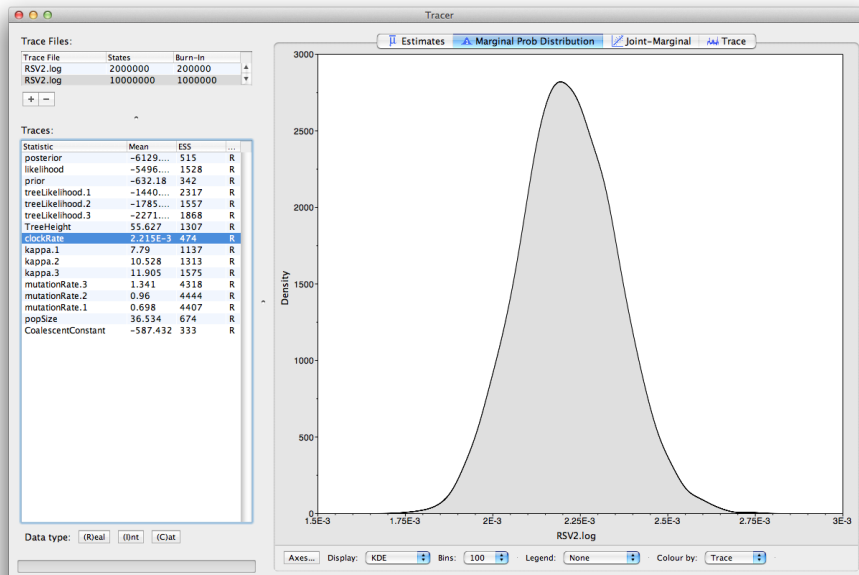 Tracer
Trace Files:
Trace File States Burn-In
RSV2.log 2000000 200000
RSV2.log 10000000 1000000
+ −
Traces:
Statistic Mean ESS ...
posterior -6129.... 515 R
likelihood -5496.... 1528 R
prior -632.18 342 R
treeLikelihood.1 -1440.... 2317 R
treeLikelihood.2 -1785.... 1557 R
treeLikelihood.3 -2271.... 1868 R
TreeHeight 55.627 1307 R
clockRate 2.215E-3 474 R
kappa.1 7.79 1137 R
kappa.2 10.528 1313 R
kappa.3 11.905 1575 R
mutationRate.3 1.341 4318 R
mutationRate.2 0.96 4444 R
mutationRate.1 0.698 4407 R
popSize 36.534 674 R
CoalescentConstant -587.432 333 R
Data type: (R)eal (I)nt (C)at
Estimates Marginal Prob Distribution Joint-Marginal Trace
3000
2500
2000
1500
1000
500
0
Density
1.5E-3 1.75E-3 2E-3 2.25E-3 2.5E-3 2.75E-3 3E-3
RSV2.log
Axes... Display: KDE Bins: 100 Legend: None Colour by: Trace